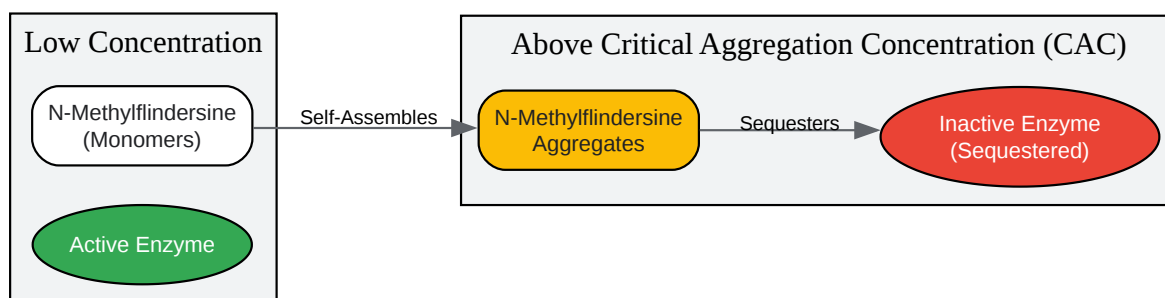 Low Concentration
N-Methylflindersine
(Monomers)
Active Enzyme
Self-Assembles
Above Critical Aggregation Concentration (CAC)
N-Methylflindersine
Aggregates
Sequesters
Inactive Enzyme
(Sequestered)